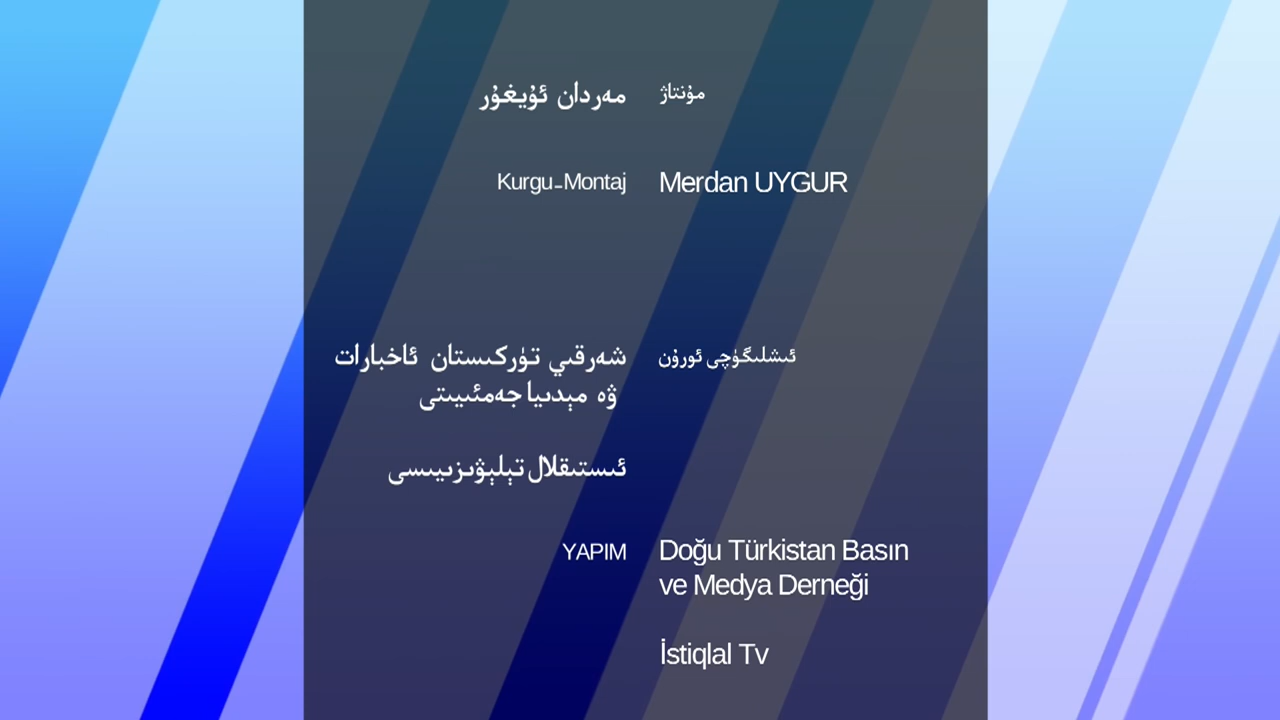 مۇنتاژ مەردان ئۇيغۇر
Kurgu-Montaj Merdan UYGUR
ئىشلىگۈچى ئورۇن شەرقىي تۈركىستان ئاخبارات
ۋە مېدىيا جەمئىيىتى
ئىستىقلال تېلېۋىزىيىسى
YAPIM Doğu Türkistan Basın
ve Medya Derneği
İstiqlal Tv